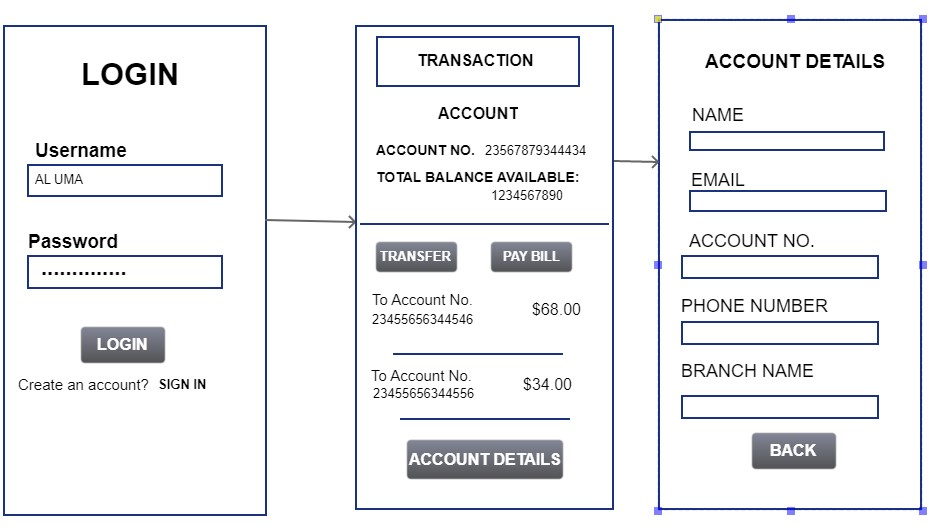 LOGIN
Username
AL UMA
Password
..............
LOGIN
Create an account? SIGN IN
TRANSACTION
ACCOUNT
ACCOUNT NO. 23567879344434
TOTAL BALANCE AVAILABLE:
1234567890
TRANSFER PAY BILL
To Account No.
23455656344546
$68.00
To Account No.
23455656344556
$34.00
ACCOUNT DETAILS
ACCOUNT DETAILS
NAME
EMAIL
ACCOUNT NO.
PHONE NUMBER
BRANCH NAME
BACK